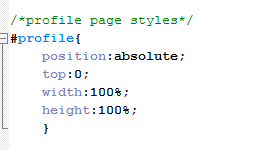 /*profile page styles*/
#profile{
position:absolute;
top:0;
width:100%;
height:100%;
}